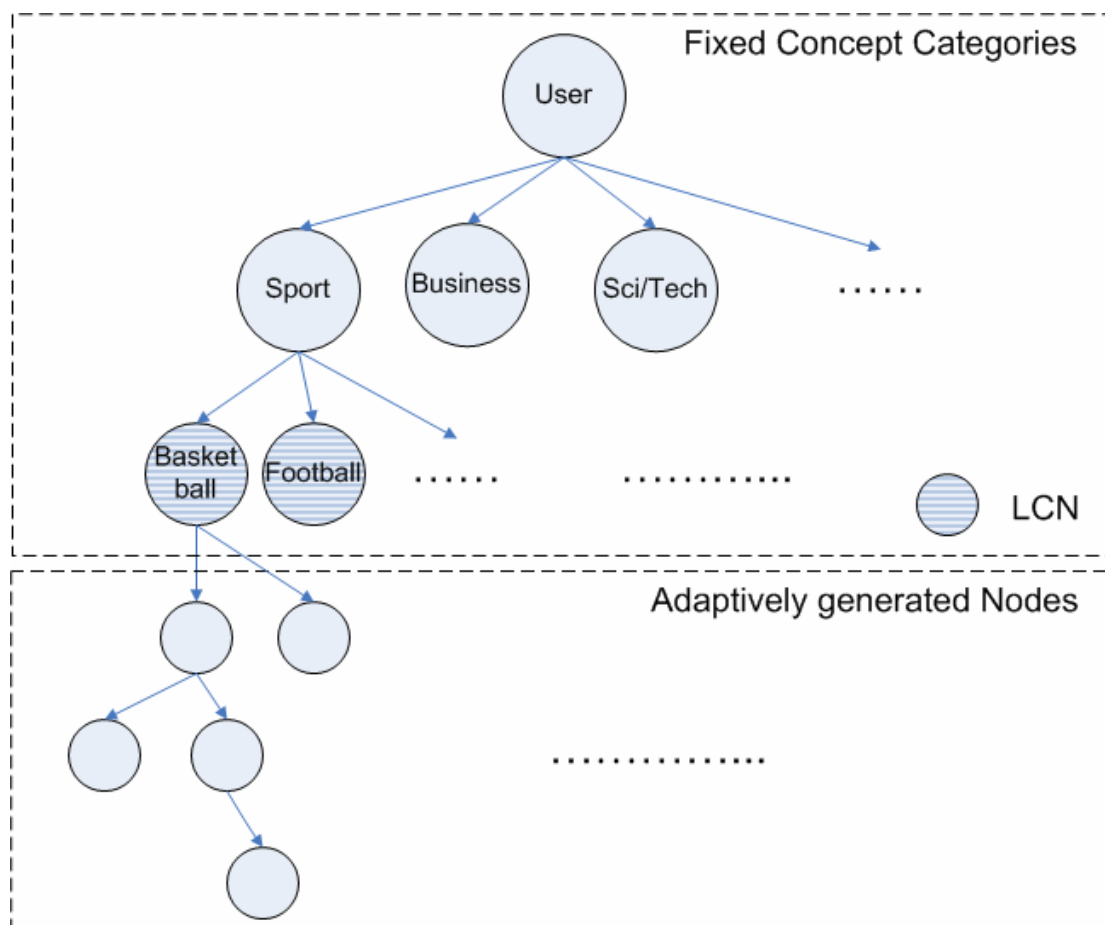 Fixed Concept Categories
User
Sport
Business
Sci/Tech
......
Basket
ball
Football
......
............
LCN
Adaptively generated Nodes
...............